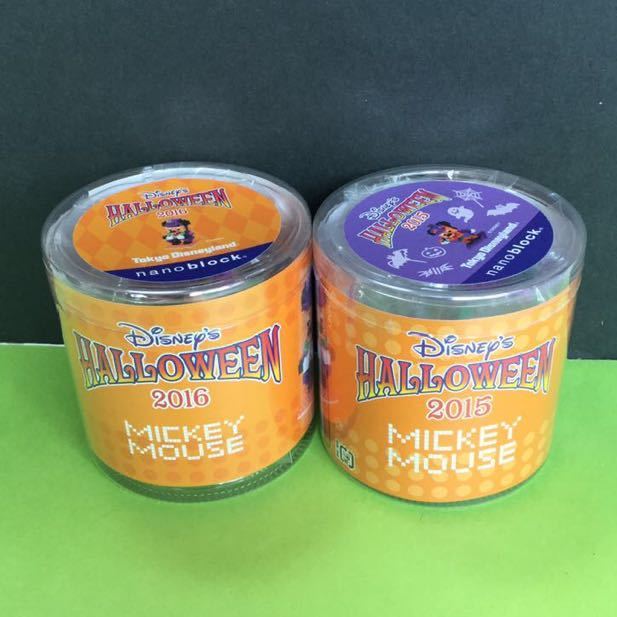 Disney's
HALLOWEEN
2016
Tokyo Disneyland
nanoblock
Disney's
HALLOWEEN
2016
MICKEY
MOUSE
Disney's
HALLOWEEN
2015
Tokyo Disneyland
nanoblock
Disney's
HALLOWEEN
2015
MICKEY
MOUSE